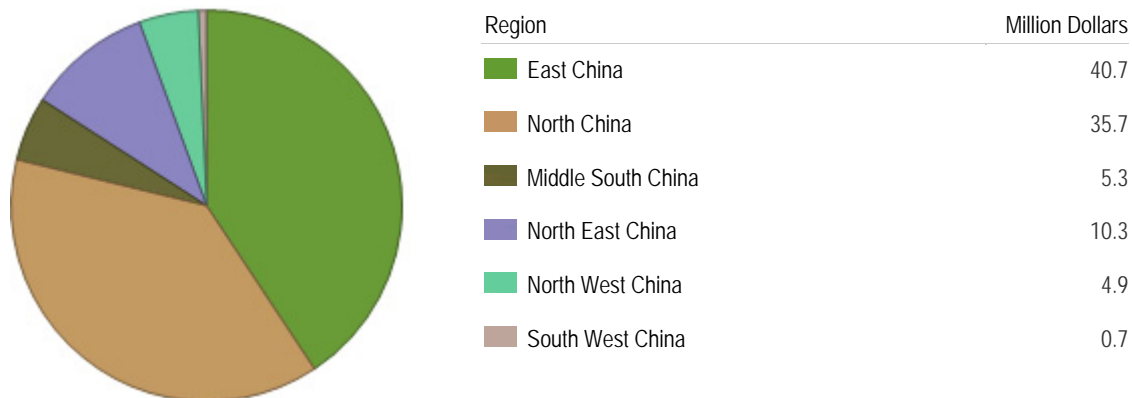 Region Million Dollars
East China 40.7
North China 35.7
Middle South China 5.3
North East China 10.3
North West China 4.9
South West China 0.7